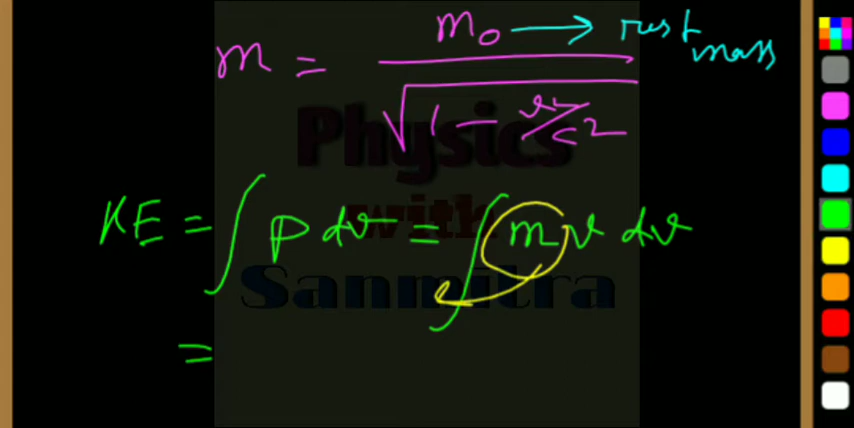 m = m₀ / √(1 - v²/c²) → rest mass
Physics
KE = ∫ p dv = ∫ m v dv
with
Sanmitra
=